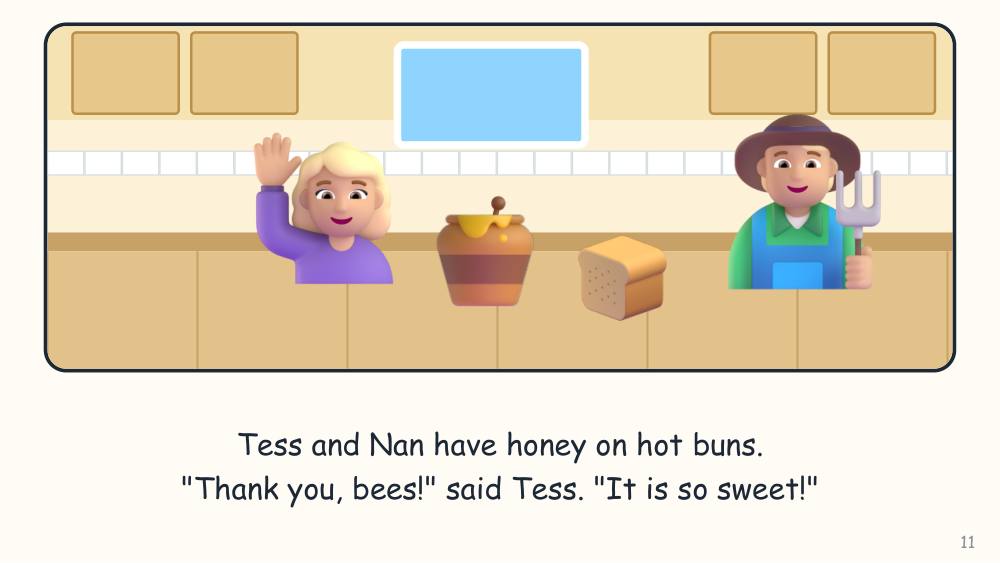 Tess and Nan have honey on hot buns.
"Thank you, bees!" said Tess. "It is so sweet!"
11